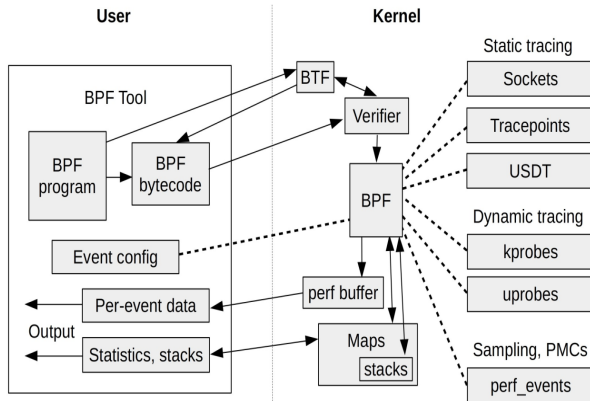 User
Kernel
BPF Tool
BPF
program
BPF
bytecode
Event config
Per-event data
Output
Statistics, stacks
BTF
Verifier
BPF
perf buffer
Maps
stacks
Static tracing
Sockets
Tracepoints
USDT
Dynamic tracing
kprobes
uprobes
Sampling, PMCs
perf_events